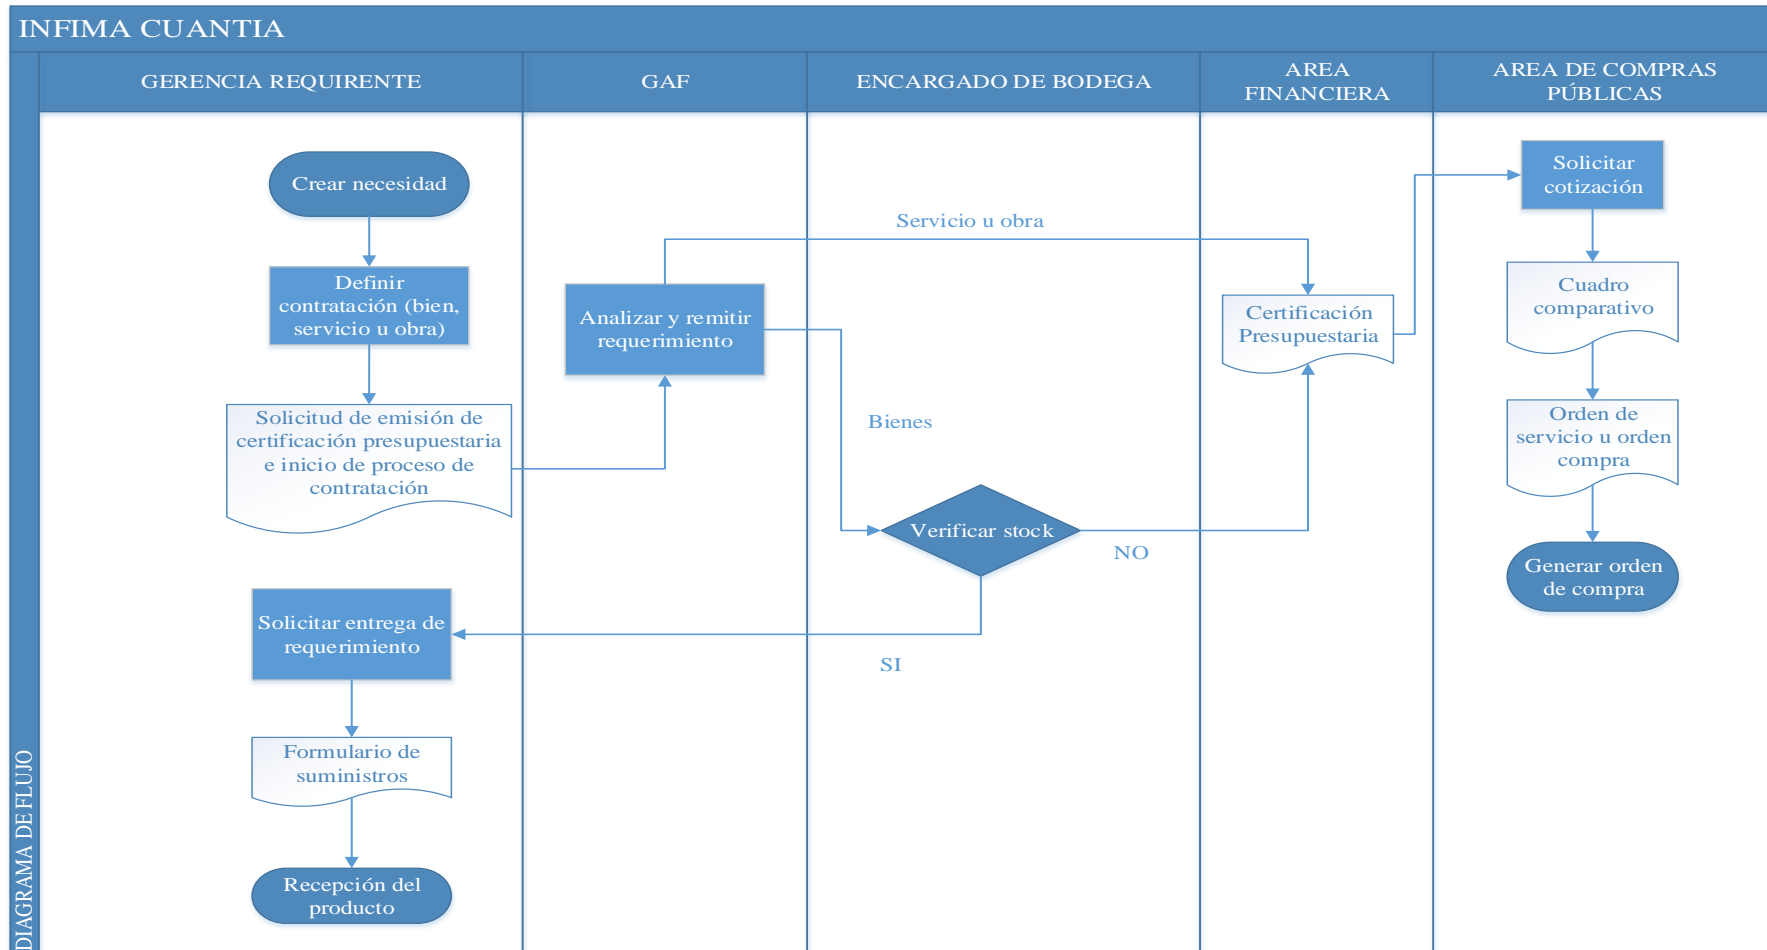 INFIMA CUANTIA
GERENCIA REQUIRENTE
GAF
ENCARGADO DE BODEGA
AREA
FINANCIERA
AREA DE COMPRAS
PÚBLICAS
DIAGRAMA DE FLUJO
Crear necesidad
Definir
contratación (bien,
servicio u obra)
Solicitud de emisión de
certificación presupuestaria
e inicio de proceso de
contratación
Analizar y remitir
requerimiento
Servicio u obra
Bienes
Verificar stock
NO
SI
Certificación
Presupuestaria
Solicitar
cotización
Cuadro
comparativo
Orden de
servicio u orden
compra
Generar orden
de compra
Solicitar entrega de
requerimiento
Formulario de
suministros
Recepción del
producto